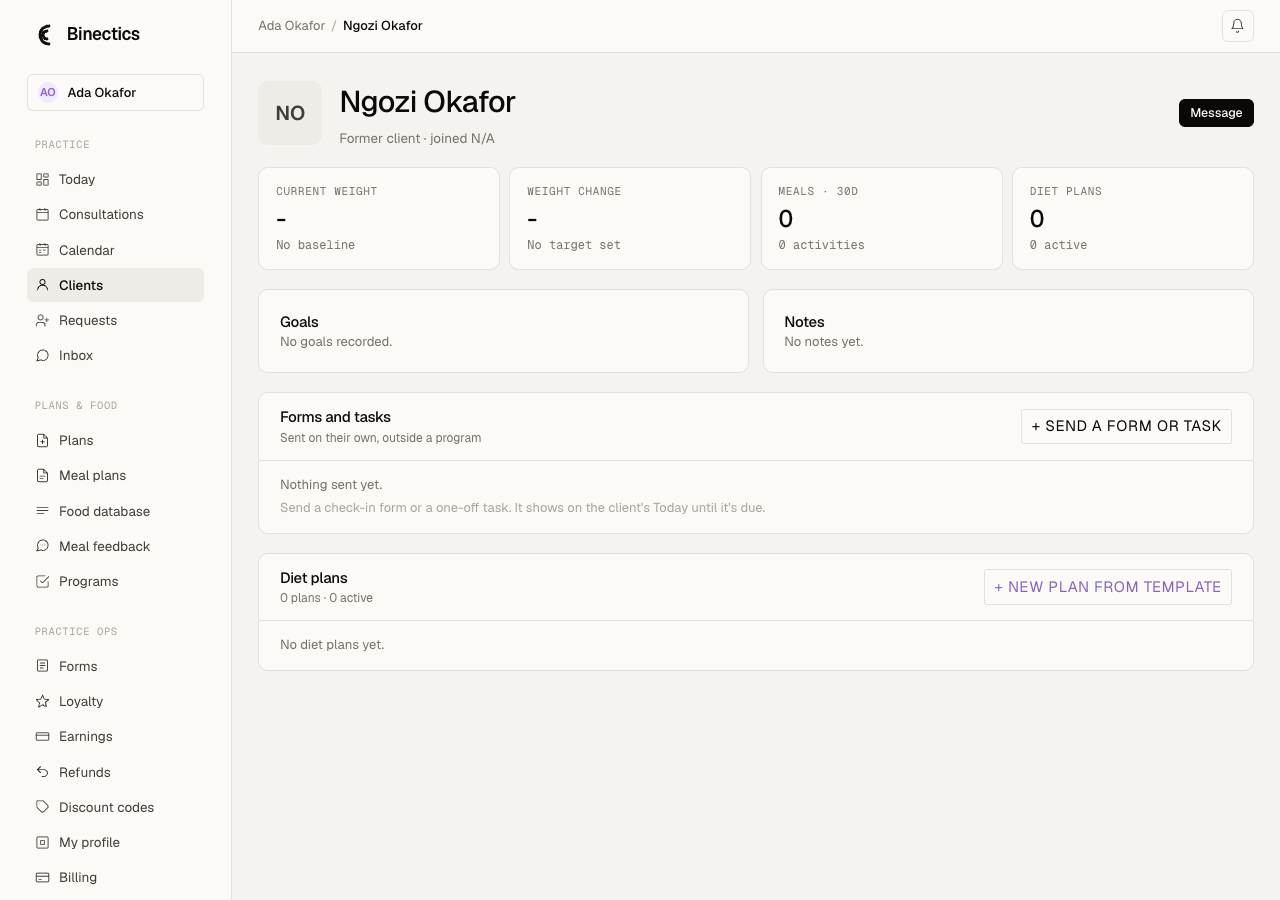 Binectics
AO Ada Okafor
PRACTICE
Today
Consultations
Calendar
Clients
Requests
Inbox
PLANS & FOOD
Plans
Meal plans
Food database
Meal feedback
Programs
PRACTICE OPS
Forms
Loyalty
Earnings
Refunds
Discount codes
My profile
Billing
Ada Okafor / Ngozi Okafor
NO
Ngozi Okafor
Former client · joined N/A
Message
CURRENT WEIGHT
-
No baseline
WEIGHT CHANGE
-
No target set
MEALS · 30D
0
0 activities
DIET PLANS
0
0 active
Goals
No goals recorded.
Notes
No notes yet.
Forms and tasks
Sent on their own, outside a program
+ SEND A FORM OR TASK
Nothing sent yet.
Send a check-in form or a one-off task. It shows on the client's Today until it's due.
Diet plans
0 plans · 0 active
+ NEW PLAN FROM TEMPLATE
No diet plans yet.